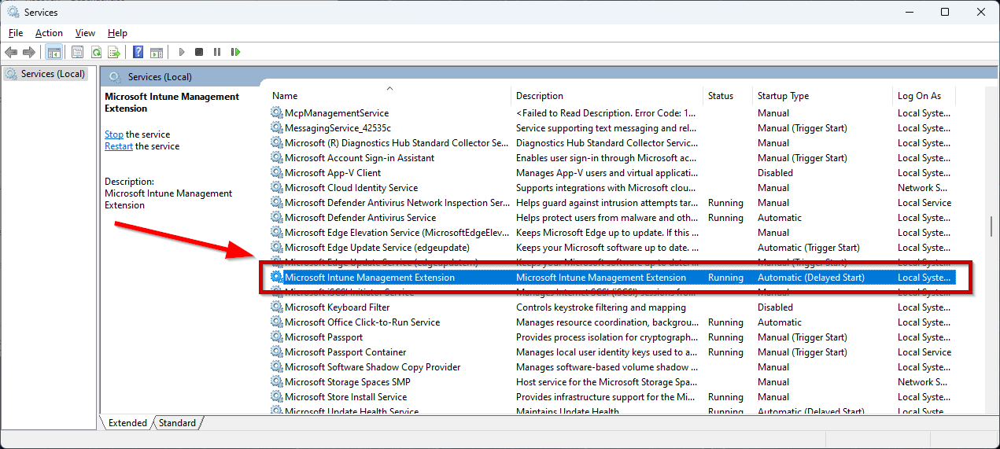 Services
File Action View Help
Services (Local)
Services (Local)
Microsoft Intune Management
Extension
Stop the service
Restart the service
Description:
Microsoft Intune Management
Extension
Name Description Status Startup Type Log On As
McpManagementService <Failed to Read Description. Error Code: 1... Manual Local Syste...
MessagingService_42535c Service supporting text messaging and rel... Manual (Trigger Start) Local Syste...
Microsoft (R) Diagnostics Hub Standard Collector Se... Diagnostics Hub Standard Collector Servic... Manual Local Syste...
Microsoft Account Sign-in Assistant Enables user sign-in through Microsoft ac... Manual (Trigger Start) Local Syste...
Microsoft App-V Client Manages App-V users and virtual applicati... Disabled Local Syste...
Microsoft Cloud Identity Service Supports integrations with Microsoft clou... Manual Network S...
Microsoft Defender Antivirus Network Inspection Ser... Helps guard against intrusion attempts tar... Running Manual Local Service
Microsoft Defender Antivirus Service Helps protect users from malware and oth... Running Automatic Local Syste...
Microsoft Edge Elevation Service (MicrosoftEdgeElev... Keeps Microsoft Edge up to update. If this ... Manual Local Syste...
Microsoft Edge Update Service (edgeupdate) Keeps your Microsoft software up to date. ... Automatic (Trigger Start) Local Syste...
Microsoft Edge Update Service (edgeupdatem) Keeps your Microsoft software up to date. ... Manual (Trigger Start) Local Syste...
Microsoft Intune Management Extension Microsoft Intune Management Extension Running Automatic (Delayed Start) Local Syste...
Microsoft iSCSI Initiator Service Manages Internet SCSI (iSCSI) sessions fro... Manual Local Syste...
Microsoft Keyboard Filter Controls keystroke filtering and mapping Disabled Local Syste...
Microsoft Office Click-to-Run Service Manages resource coordination, backgrou... Running Automatic Local Syste...
Microsoft Passport Provides process isolation for cryptograph... Running Manual (Trigger Start) Local Syste...
Microsoft Passport Container Manages local user identity keys used to a... Running Manual (Trigger Start) Local Service
Microsoft Software Shadow Copy Provider Manages software-based volume shadow ... Manual Local Syste...
Microsoft Storage Spaces SMP Host service for the Microsoft Storage Spa... Manual Network S...
Microsoft Store Install Service Provides infrastructure support for the Mi... Running Manual Local Syste...
Microsoft Update Health Service Maintains Update Health Running Automatic (Delayed Start) Local Syste...
Extended Standard